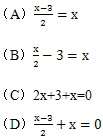 (A) \frac{x-3}{2} = x
(B) \frac{x}{2} - 3 = x
(C) 2x+3+x=0
(D) \frac{x-3}{2} + x = 0